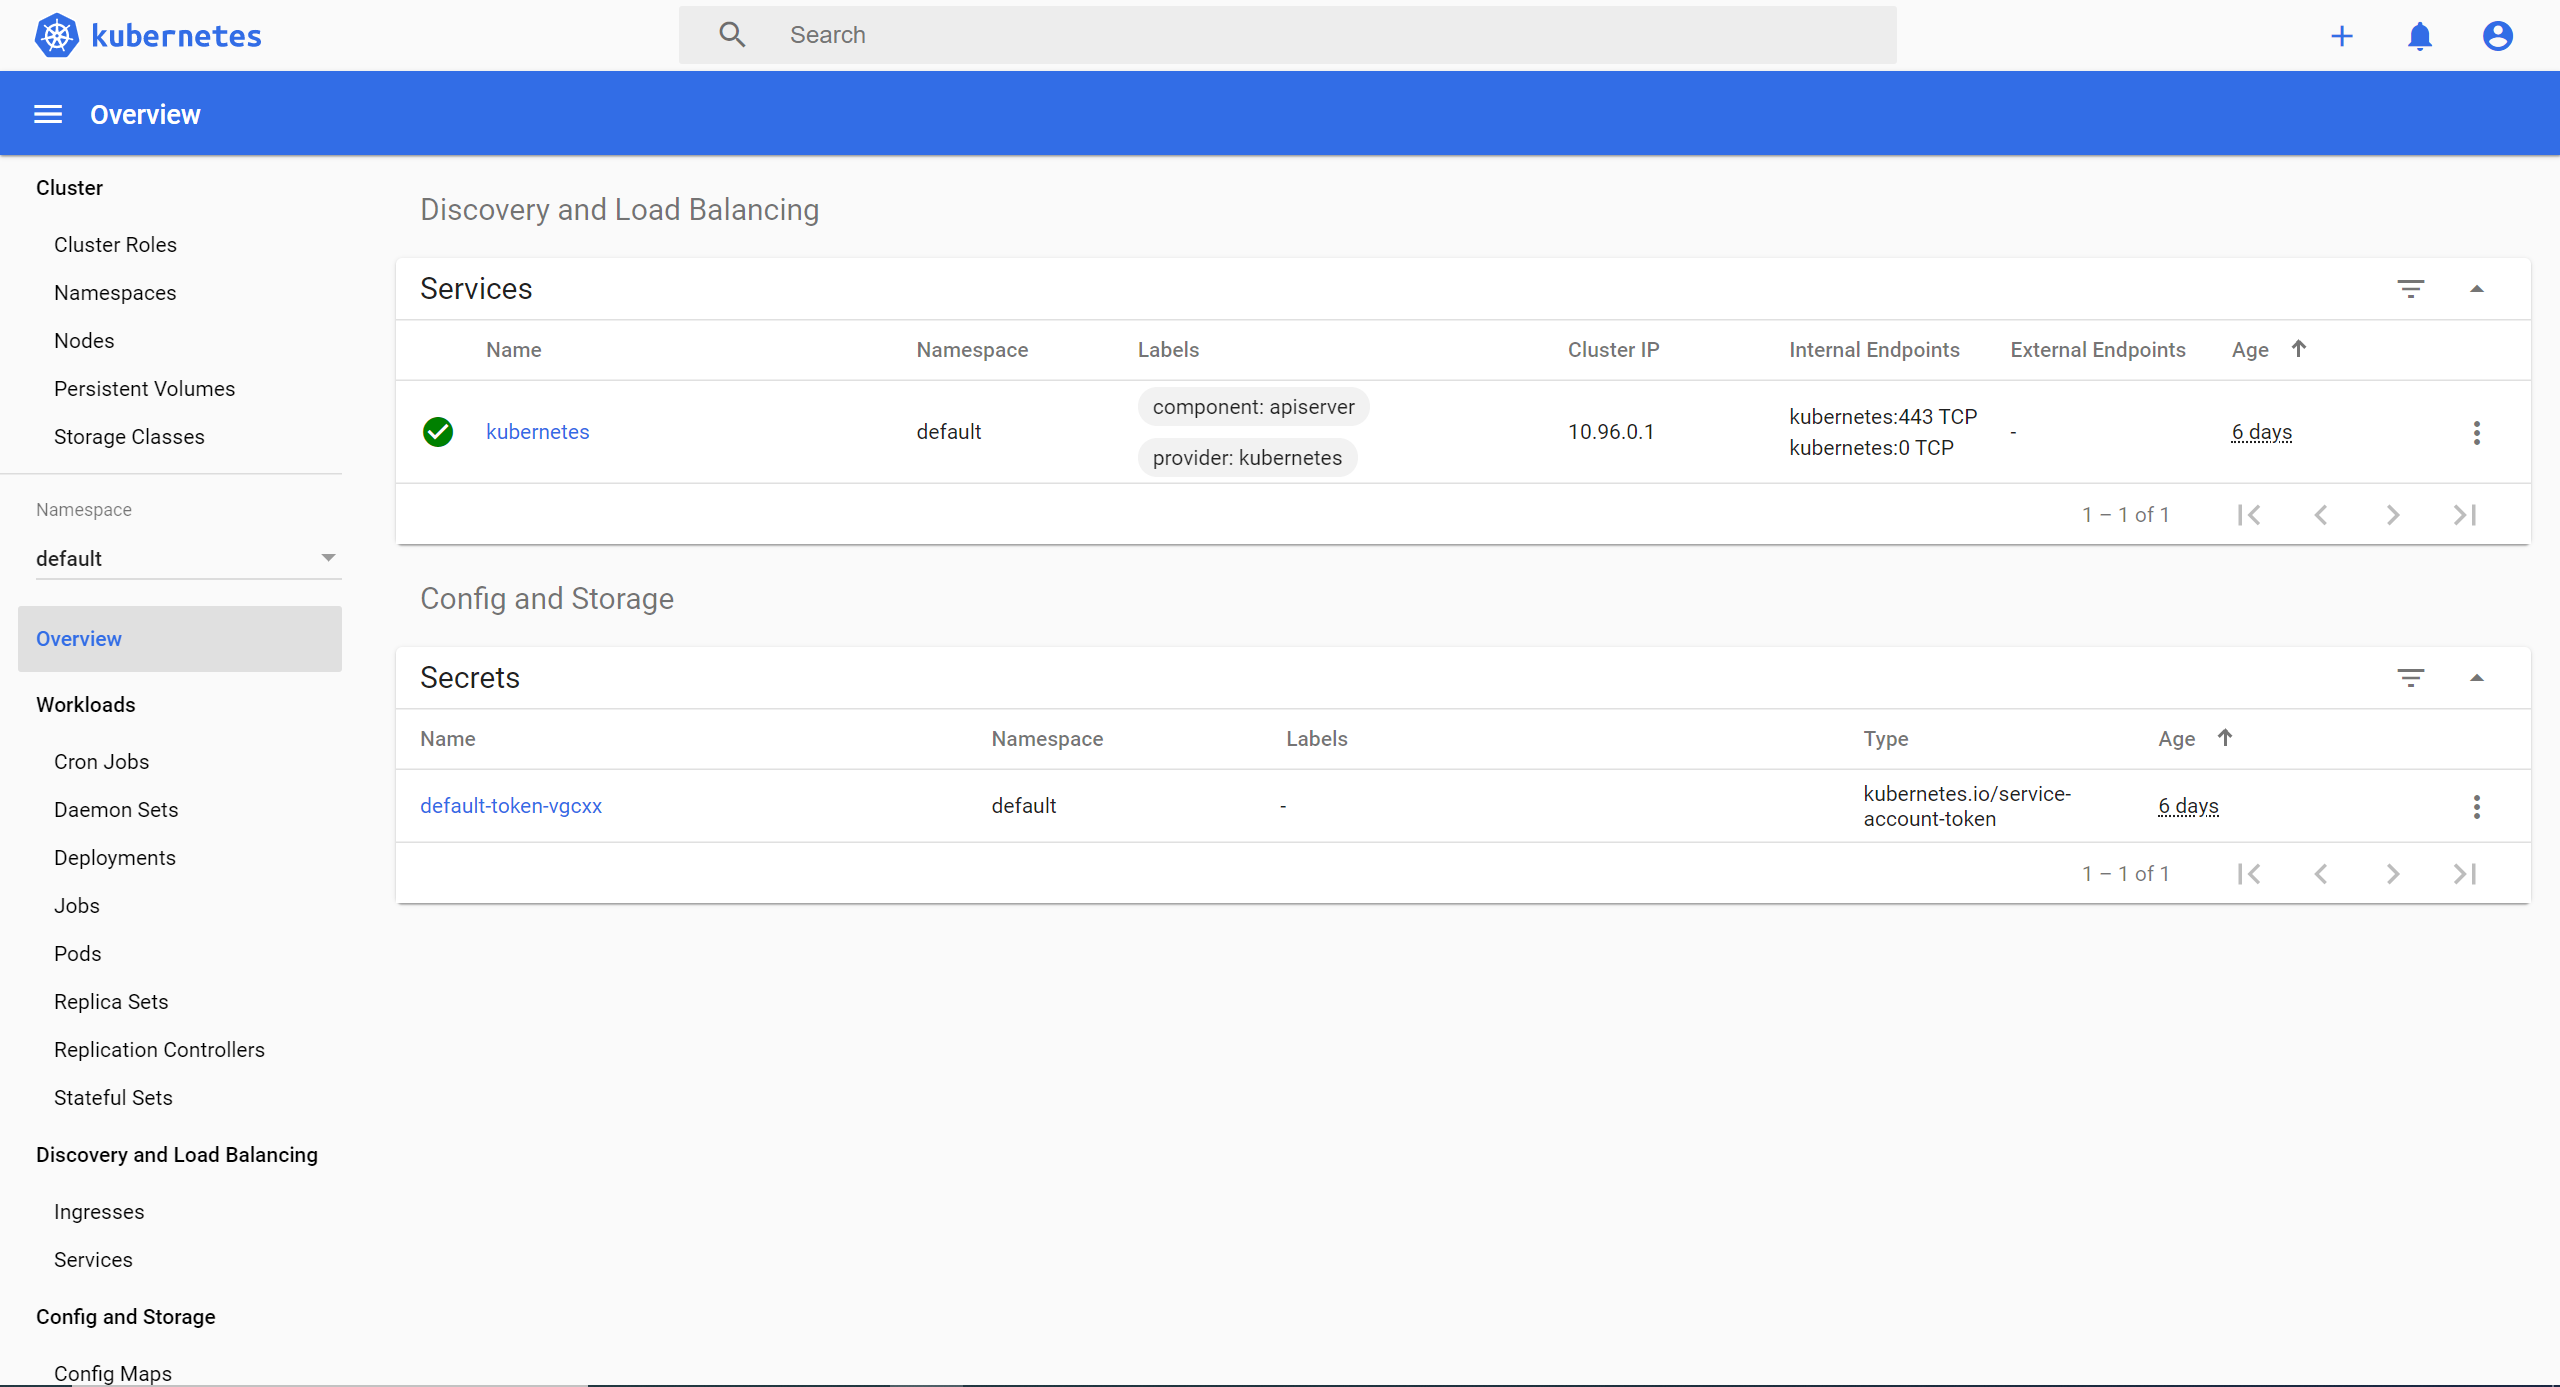 kubernetes
Search
Overview
Cluster
Cluster Roles
Namespaces
Nodes
Persistent Volumes
Storage Classes
Namespace
default
Overview
Workloads
Cron Jobs
Daemon Sets
Deployments
Jobs
Pods
Replica Sets
Replication Controllers
Stateful Sets
Discovery and Load Balancing
Ingresses
Services
Config and Storage
Config Maps
Discovery and Load Balancing
Services
Name Namespace Labels Cluster IP Internal Endpoints External Endpoints Age
kubernetes default component: apiserver provider: kubernetes 10.96.0.1 kubernetes:443 TCP kubernetes:0 TCP - 6 days
1 – 1 of 1
Config and Storage
Secrets
Name Namespace Labels Type Age
default-token-vgcxx default - kubernetes.io/service-account-token 6 days
1 – 1 of 1